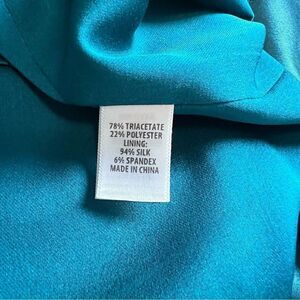 78% TRIACETATE
22% POLYESTER
LINING:
94% SILK
6% SPANDEX
MADE IN CHINA